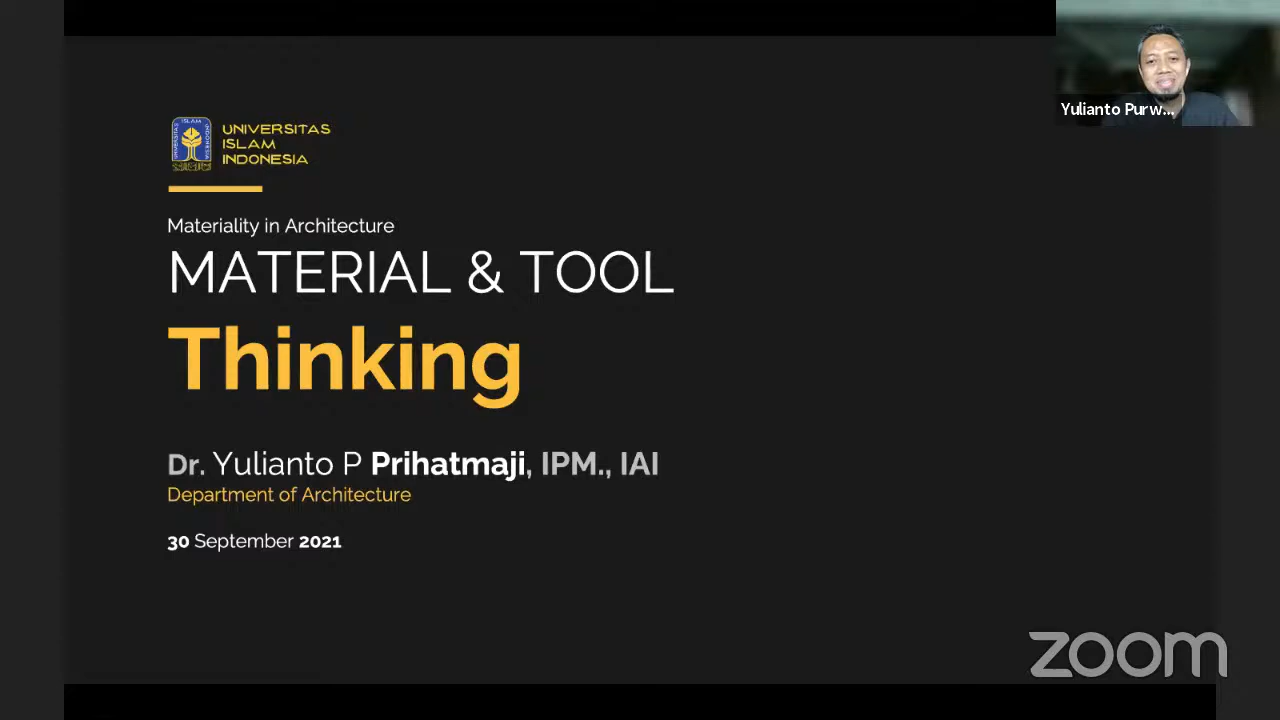 UNIVERSITAS
ISLAM
INDONESIA
Materiality in Architecture
MATERIAL & TOOL
Thinking
Dr. Yulianto P Prihatmaji, IPM., IAI
Department of Architecture
30 September 2021
Yulianto Purw...
zoom